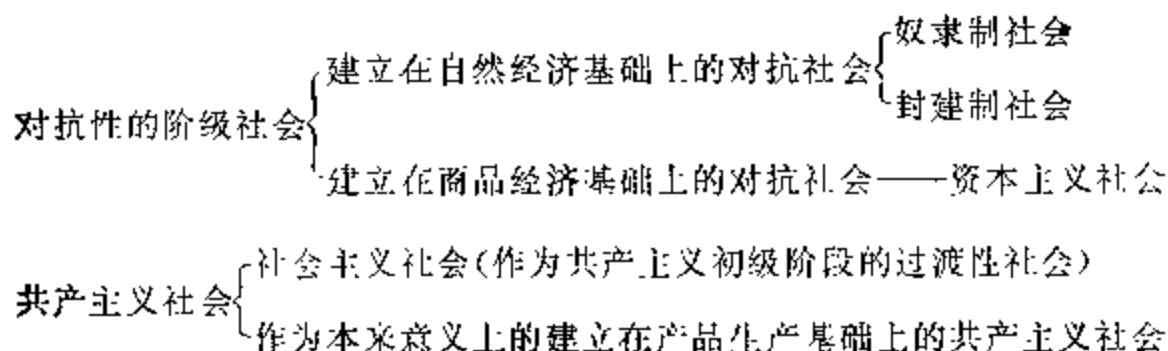 奴隶制社会
建立在自然经济基础上的对抗社会
封建制社会
对抗性的阶级社会
建立在商品经济基础上的对抗社会——资本主义社会
社会主义社会(作为共产主义初级阶段的过渡性社会)
共产主义社会
作为本来意义上的建立在产品生产基础上的共产主义社会